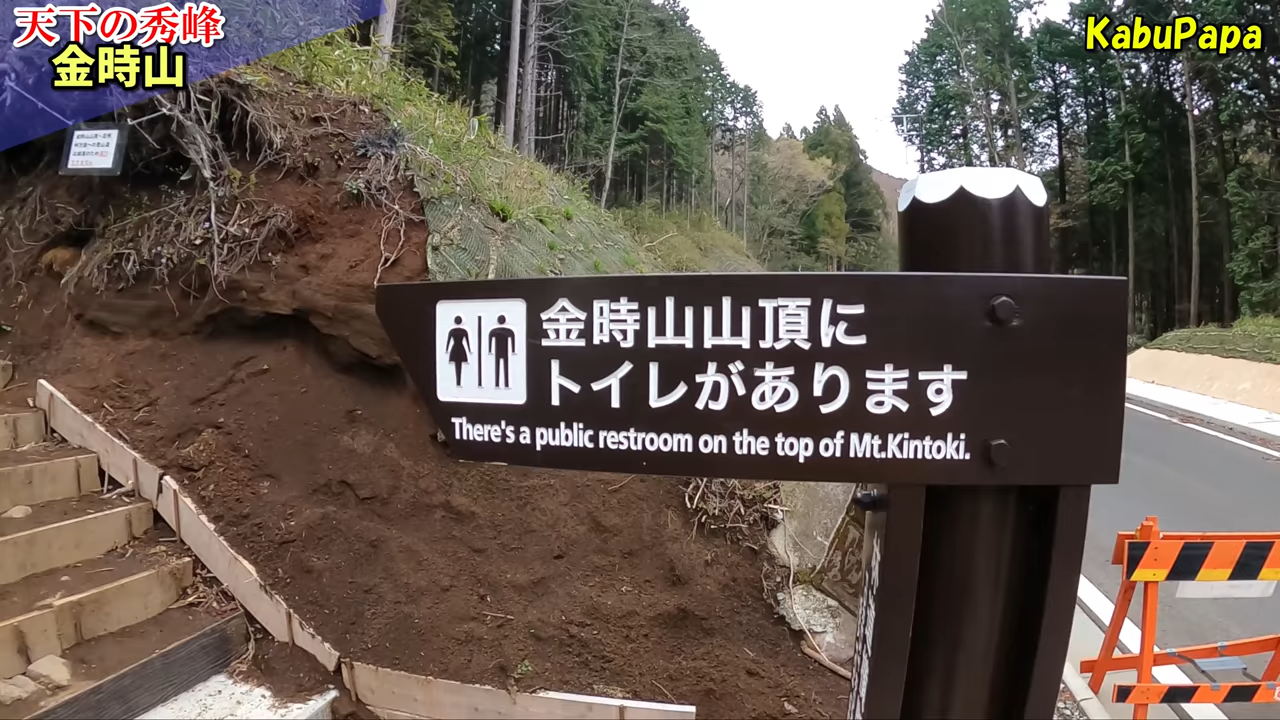 天下の秀峰
金時山
KabuPapa
金時山山頂に
トイレがあります
There's a public restroom on the top of Mt.Kintoki.